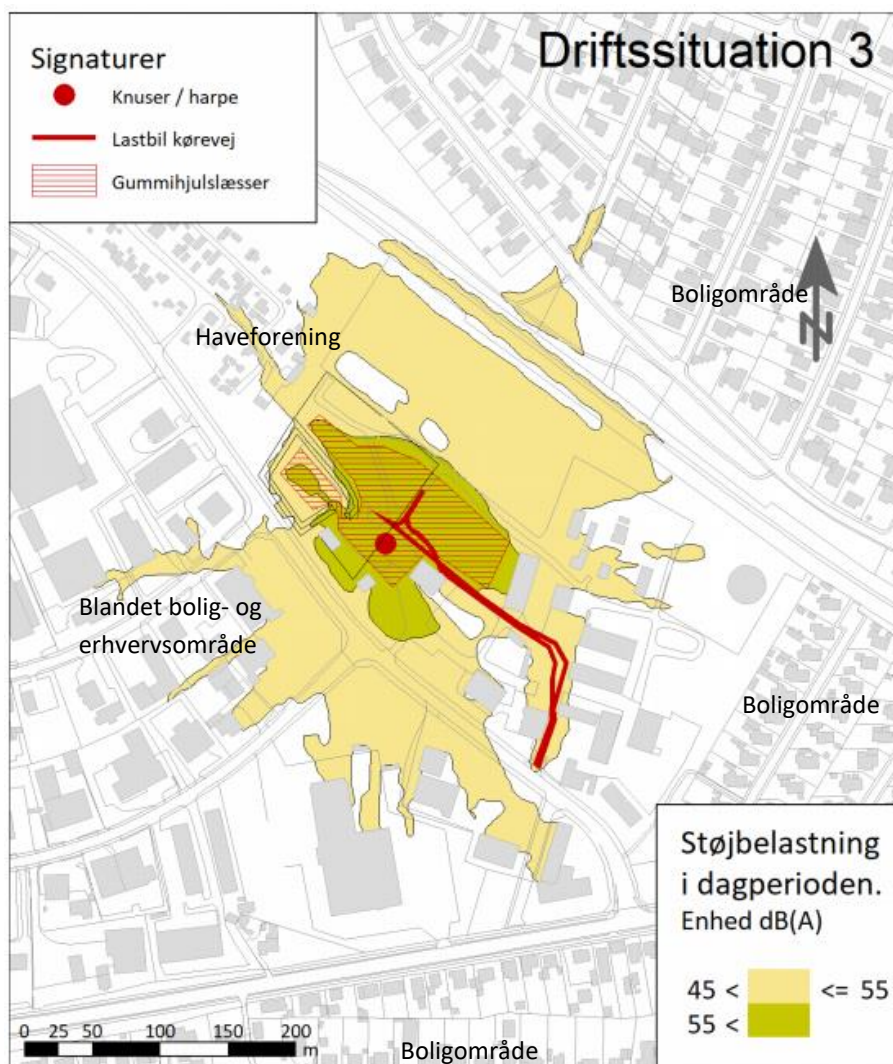 Driftssituation 3
Signaturer
Knuser / harpe
Lastbil kørevej
Gummihjulslæsser
Boligområde
N
Haveforening
Blandet bolig- og
erhvervsområde
Boligområde
Støjbelastning
i dagperioden.
Enhed dB(A)
45 < <= 55
55 <
0 25 50 100 150 200
m
Boligområde